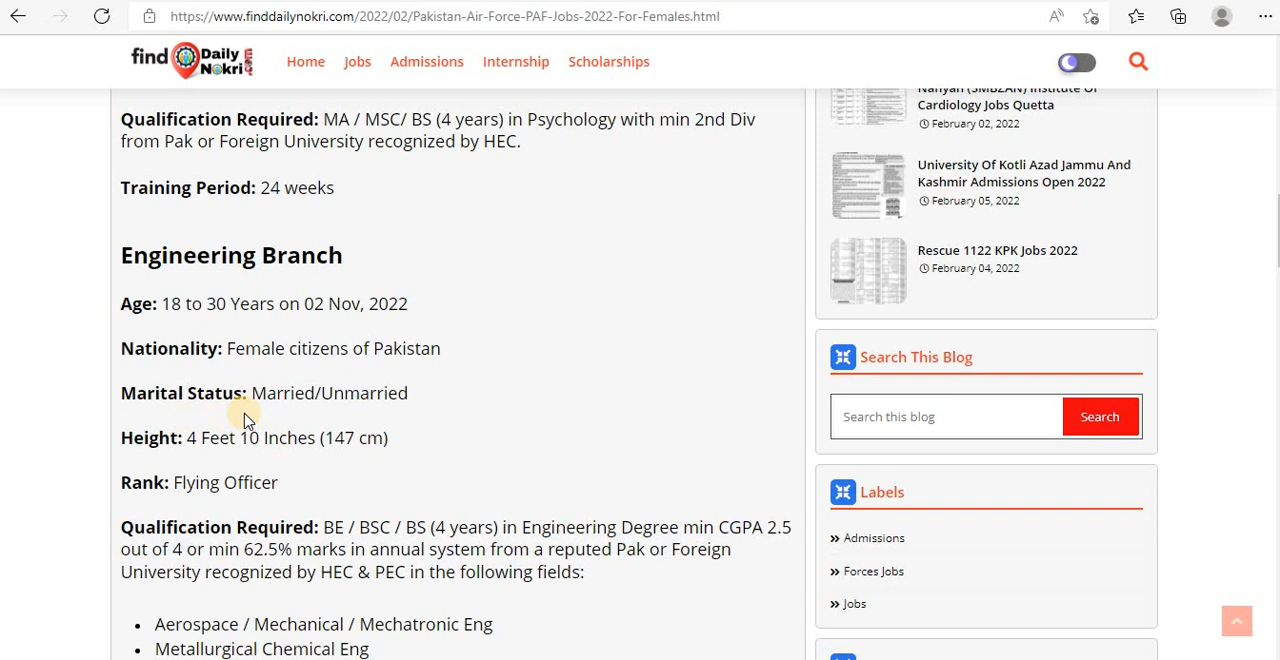 https://www.finddailynokri.com/2022/02/Pakistan-Air-Force-PAF-Jobs-2022-For-Females.html
find Daily Nokri
Home Jobs Admissions Internship Scholarships
Qualification Required: MA / MSC/ BS (4 years) in Psychology with min 2nd Div
from Pak or Foreign University recognized by HEC.
Training Period: 24 weeks
Engineering Branch
Age: 18 to 30 Years on 02 Nov, 2022
Nationality: Female citizens of Pakistan
Marital Status: Married/Unmarried
Height: 4 Feet 10 Inches (147 cm)
Rank: Flying Officer
Qualification Required: BE / BSC / BS (4 years) in Engineering Degree min CGPA 2.5
out of 4 or min 62.5% marks in annual system from a reputed Pak or Foreign
University recognized by HEC & PEC in the following fields:
• Aerospace / Mechanical / Mechatronic Eng
• Metallurgical Chemical Eng
Nahyan (SMBZAN) Institute Of
Cardiology Jobs Quetta
February 02, 2022
University Of Kotli Azad Jammu And
Kashmir Admissions Open 2022
February 05, 2022
Rescue 1122 KPK Jobs 2022
February 04, 2022
Search This Blog
Search this blog Search
Labels
Admissions
Forces Jobs
Jobs